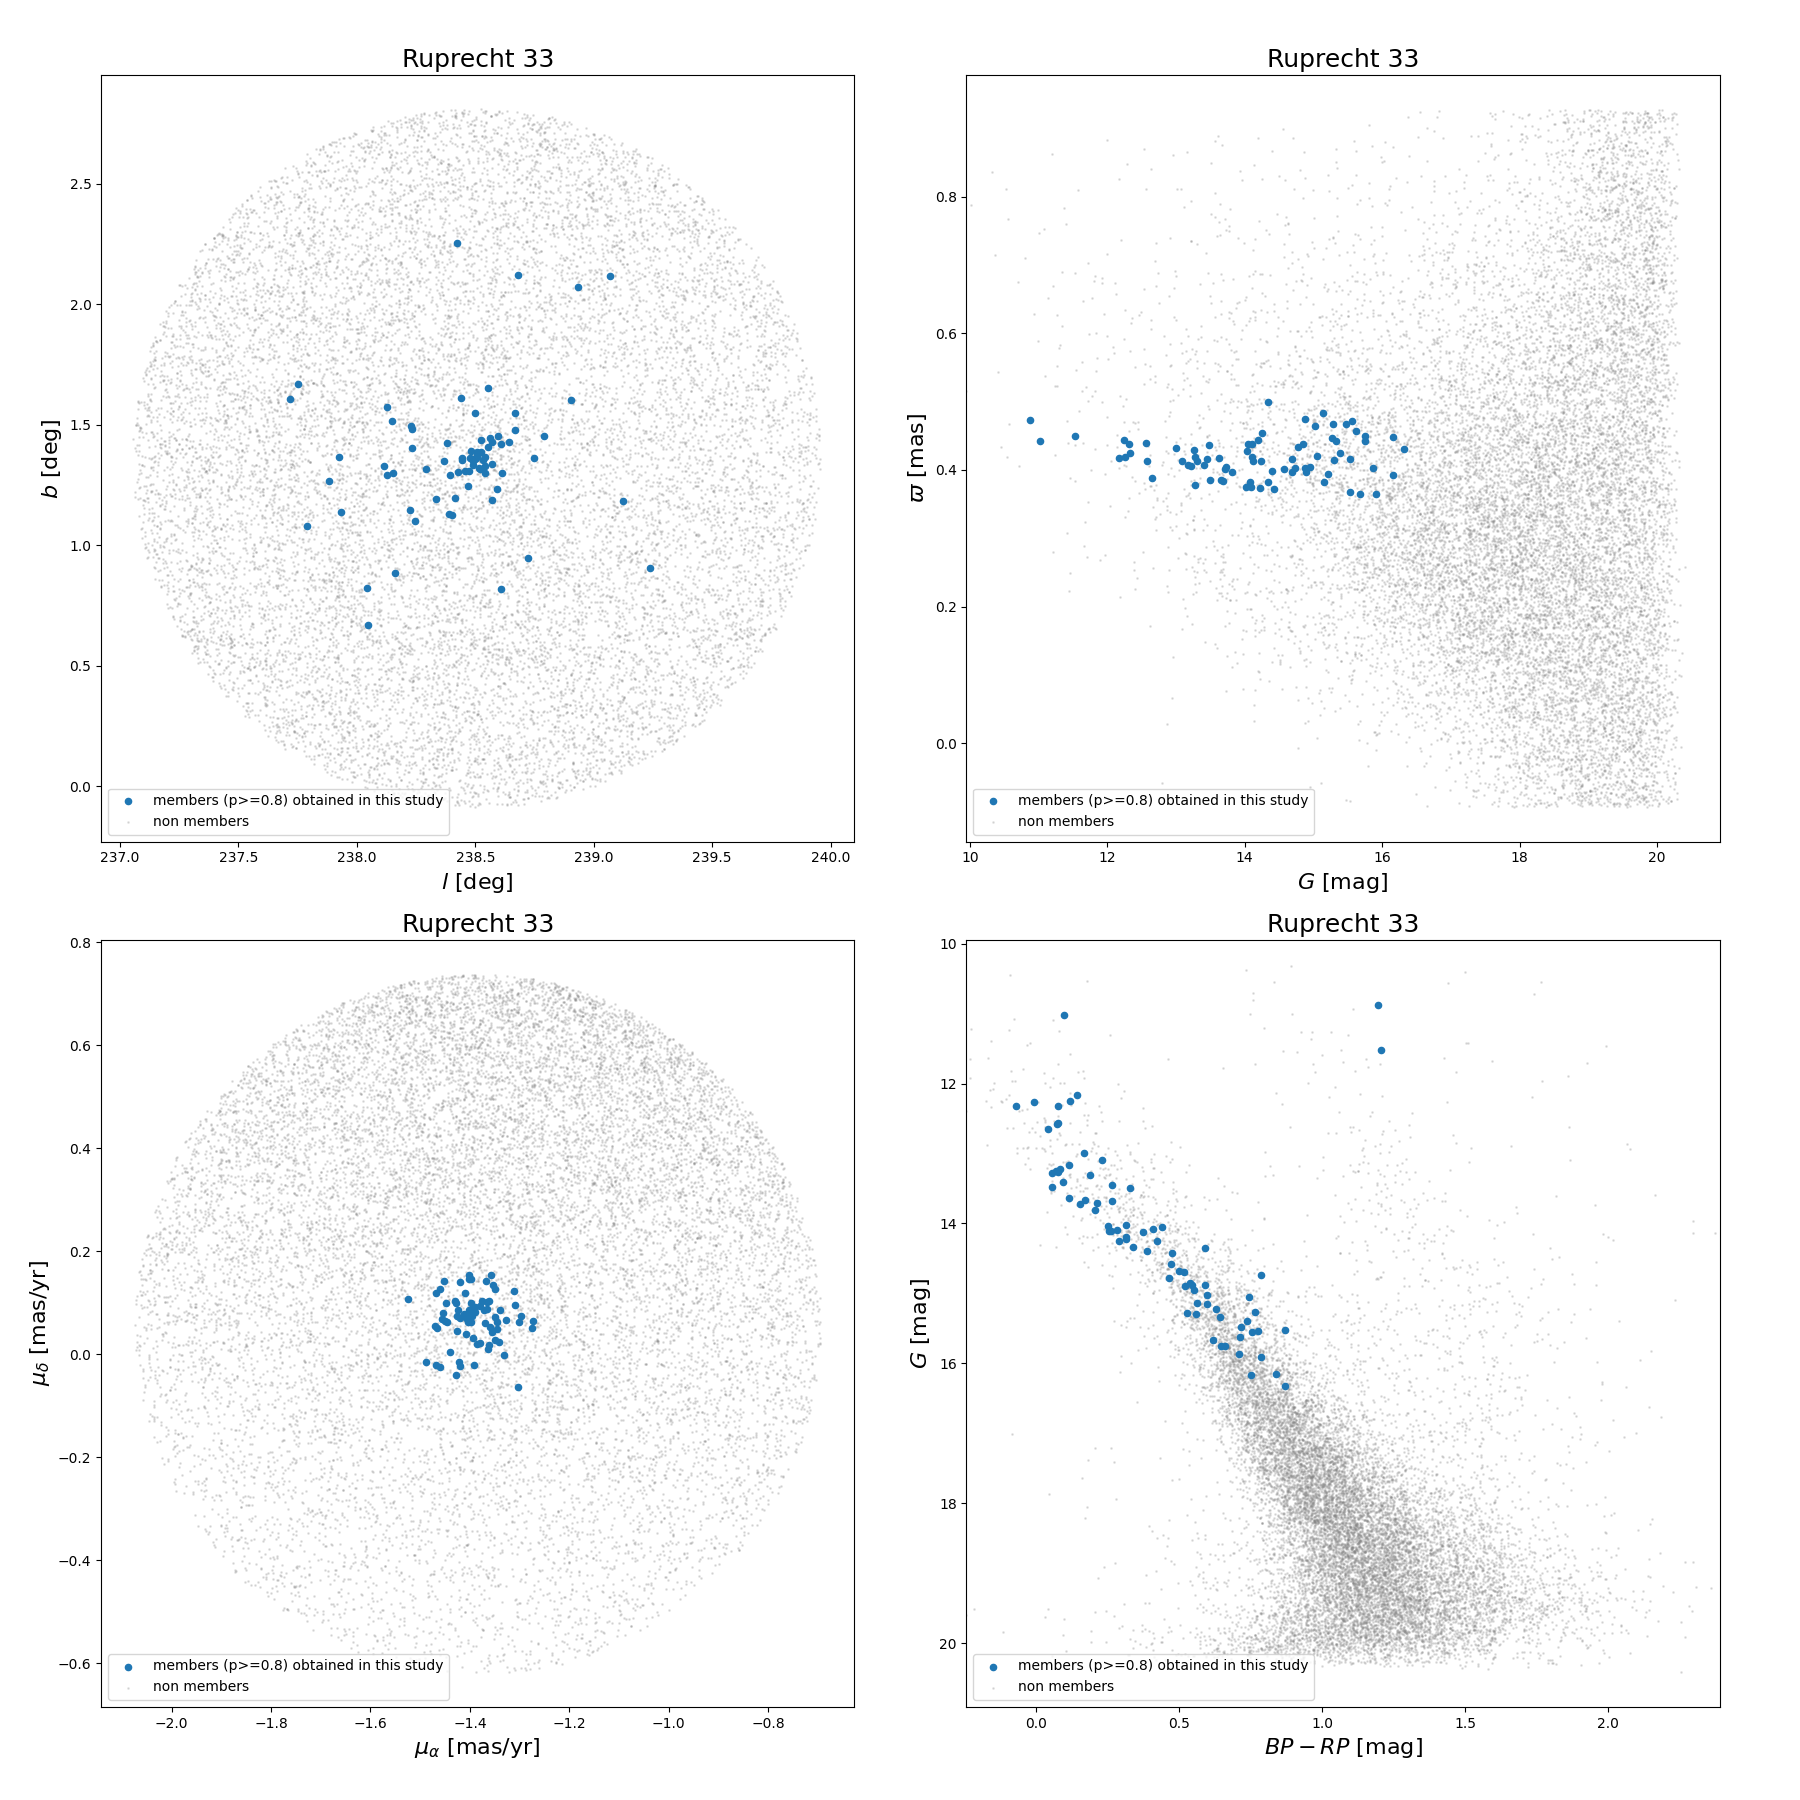 Ruprecht 33
2.5
2.0
1.5
1.0
0.5
0.0
b [deg]
members (p>=0.8) obtained in this study
non members
237.0 237.5 238.0 238.5 239.0 239.5 240.0
l [deg]
Ruprecht 33
0.8
0.6
0.4
0.2
0.0
ϖ [mas]
members (p>=0.8) obtained in this study
non members
10 12 14 16 18 20
G [mag]
Ruprecht 33
0.8
0.6
0.4
0.2
0.0
−0.2
−0.4
−0.6
μδ [mas/yr]
members (p>=0.8) obtained in this study
non members
−2.0 −1.8 −1.6 −1.4 −1.2 −1.0 −0.8
μα [mas/yr]
Ruprecht 33
10
12
14
16
18
20
G [mag]
members (p>=0.8) obtained in this study
non members
0.0 0.5 1.0 1.5 2.0
BP − RP [mag]